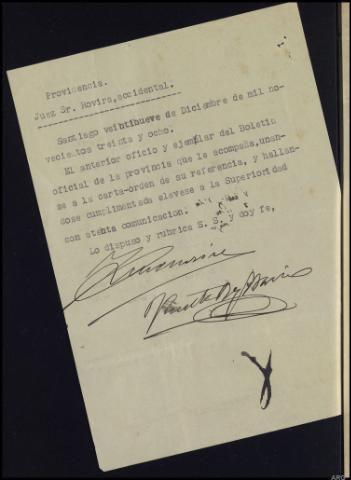 Providencia.
Juez Sr. Rovira, accidental.
Santiago veihtibueve de Diciembre de mil no-
vecientos treinta y ocho.
El anterior oficio y ejemplar del Boletin
oficial de la provincia que le acompaña, unan-
se a la carta-orden de su referencia, y hallan-
dose cumplimentada elevese a la Superioridad
con atenta comunicacion.
Lo dispuso y rubrica S. S. y doy fe,
ARG